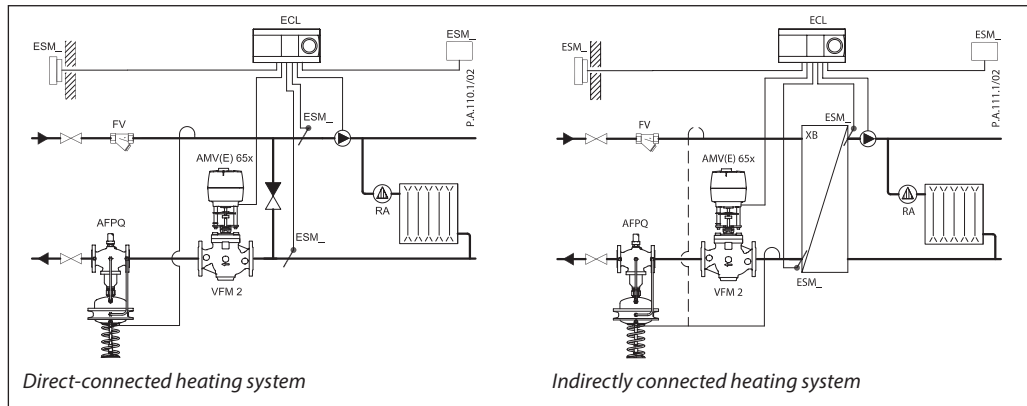 ECL
ESM_
ESM_
P.A.110.1/02
FV
ESM_
AMV(E) 65x
RA
AFPQ
ESM_
VFM 2
Direct-connected heating system
ECL
ESM_
ESM_
P.A.111.1/02
FV
ESM_
XB
AMV(E) 65x
RA
AFPQ
VFM 2
ESM_
Indirectly connected heating system